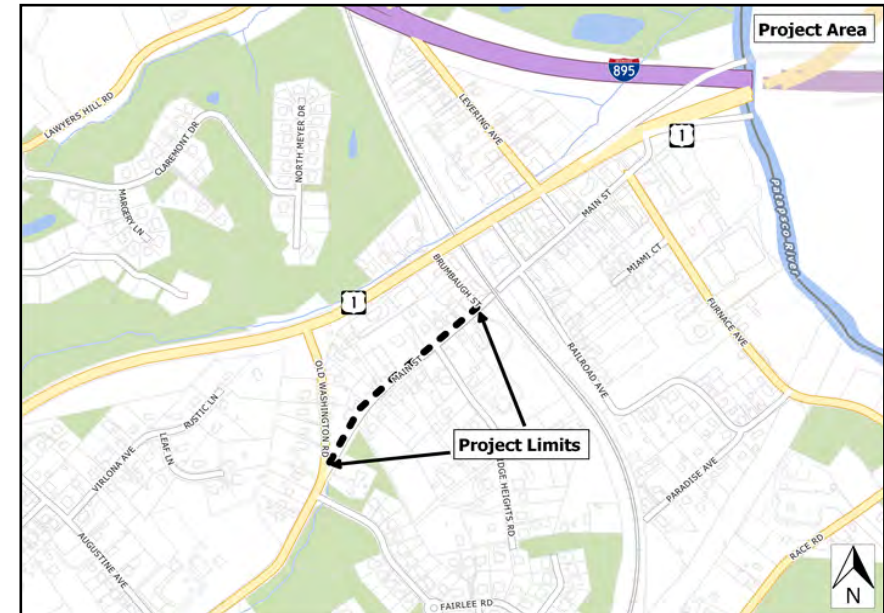 Project Area
895
LAWYERS HILL RD
CLAREMONT DR
NORTH MEYER DR
LEVERING AVE
1
MARGERY LN
MAIN ST
Patapsco River
BRUMBAUGH ST
MIAMI CT
1
FURNACE AVE
OLD WASHINGTON RD
MAIN ST
RAILROAD AVE
RUSTIC LN
LEAF LN
VIRLONA AVE
Project Limits
IDGE HEIGHTS RD
PARADISE AVE
AUGUSTINE AVE
RACE RD
FAIRLEE RD
N